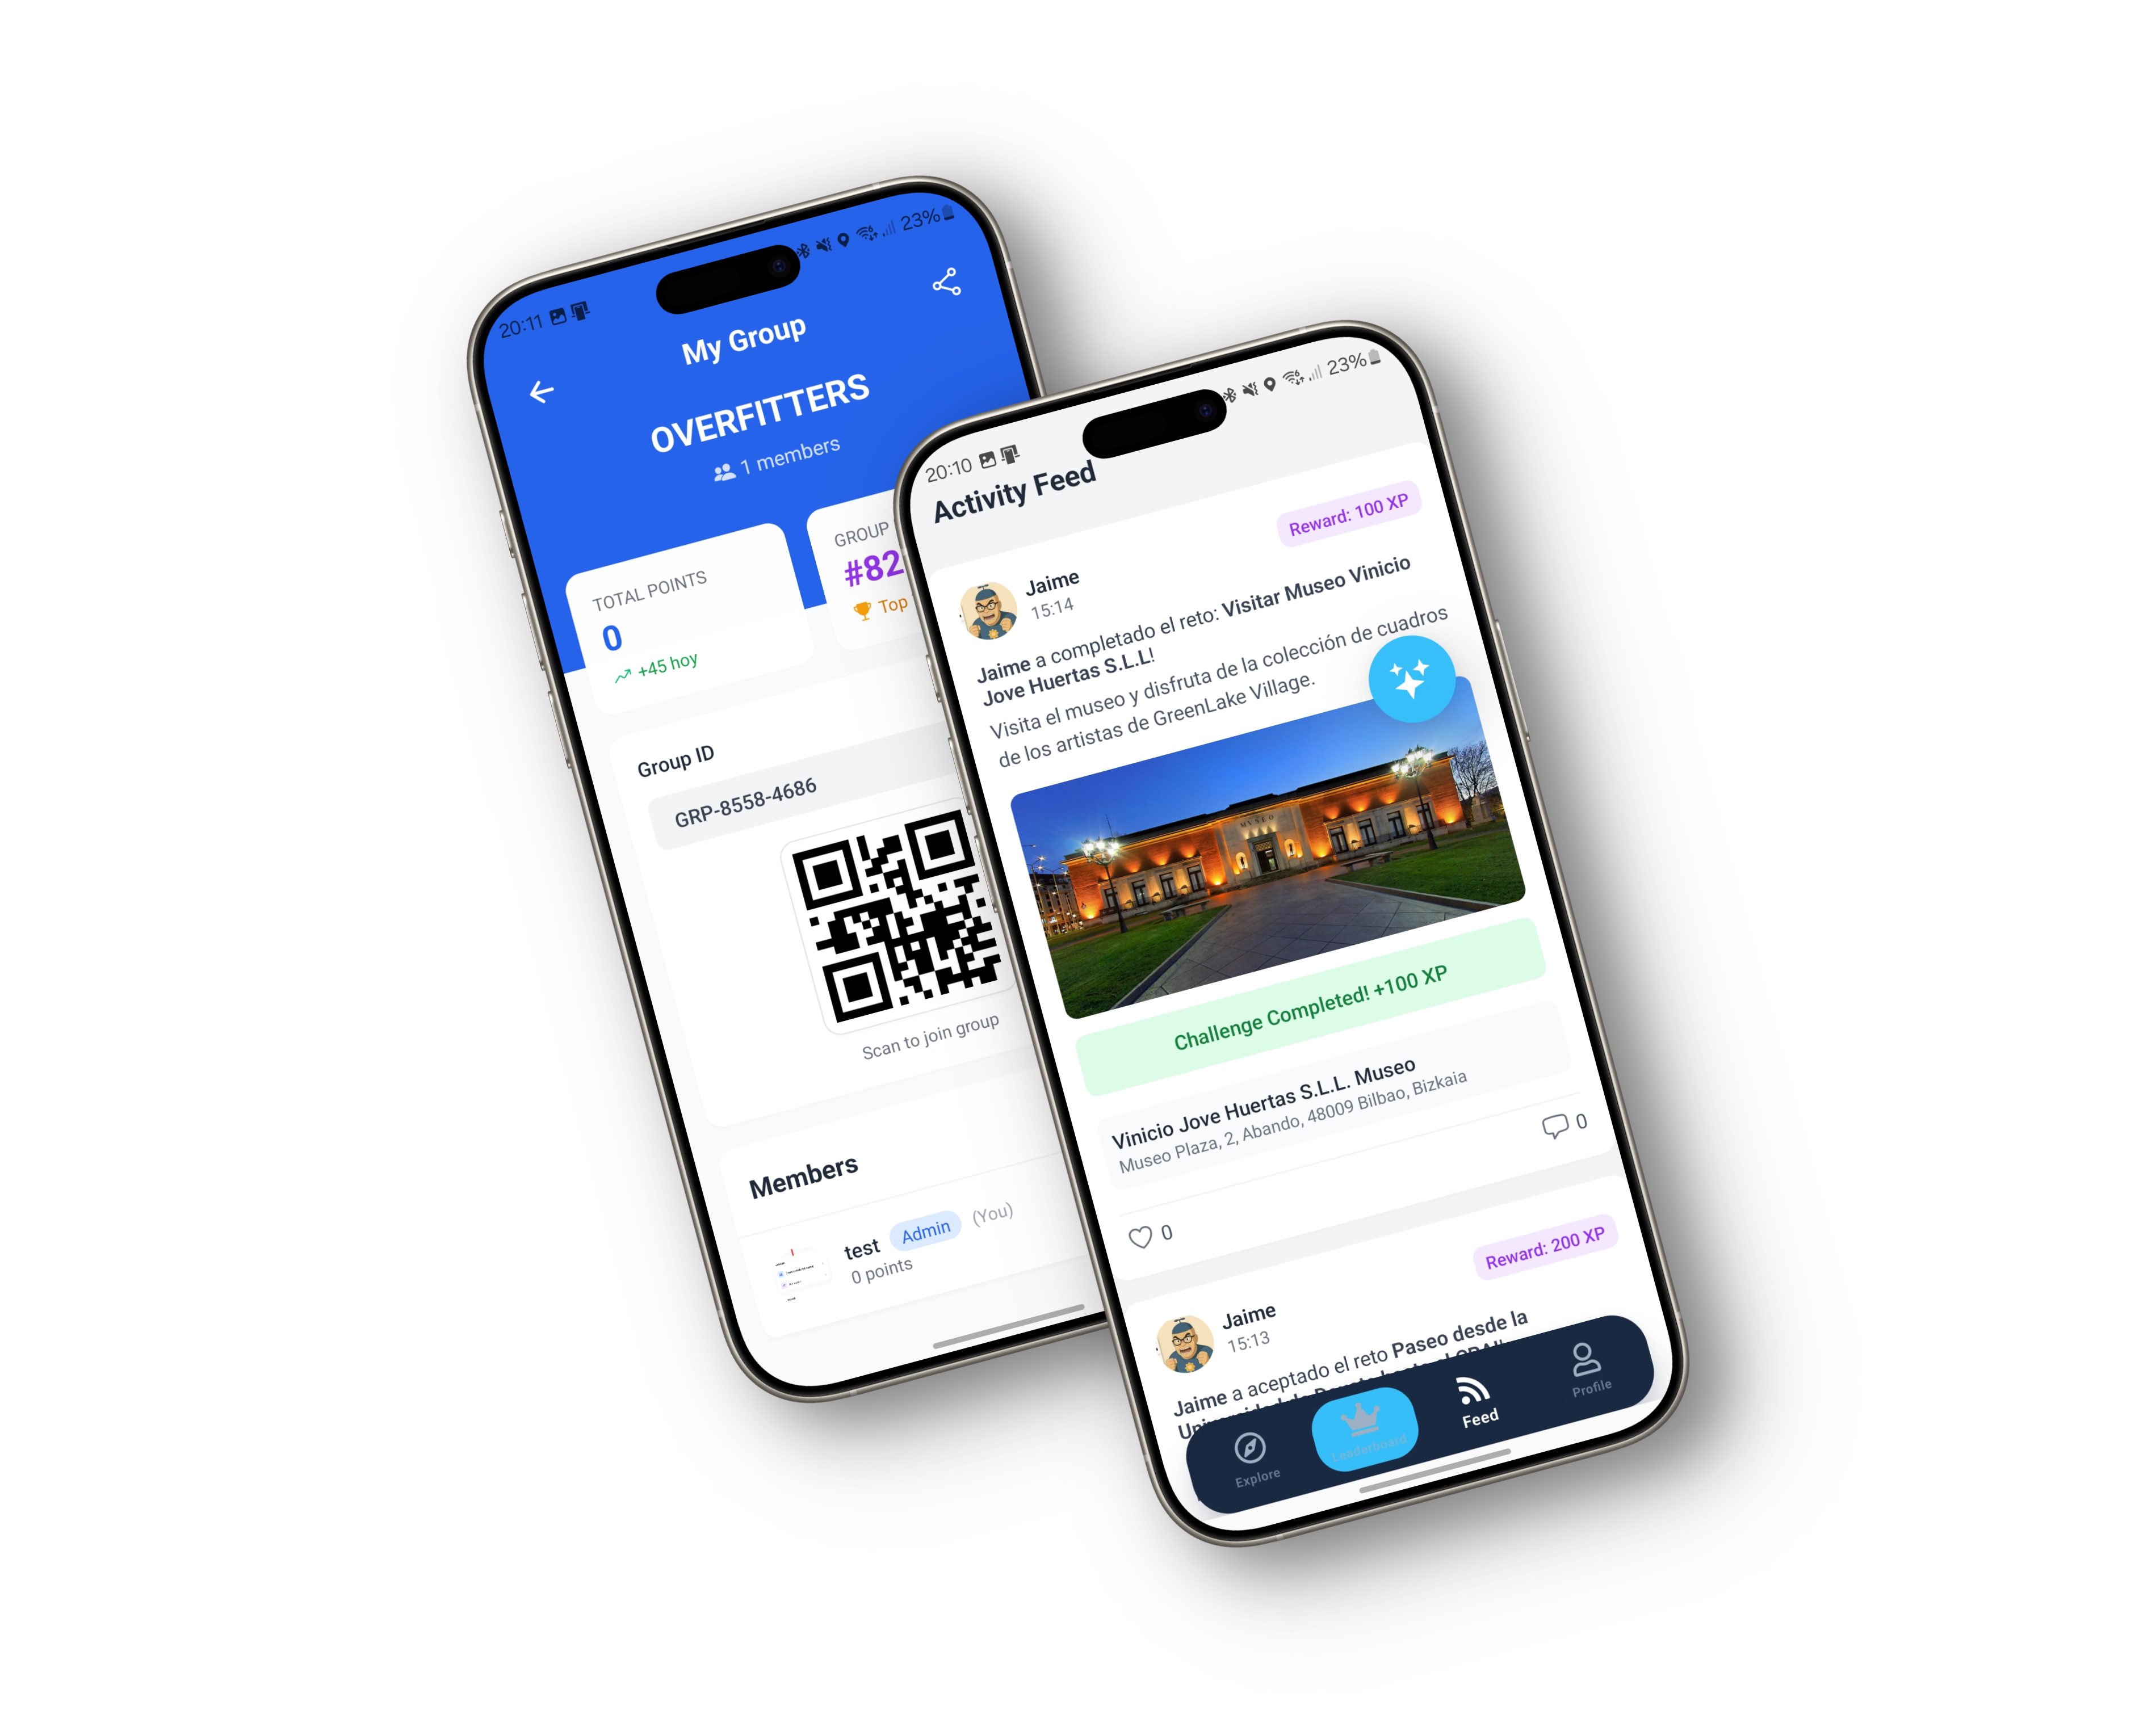 20:11
23%
My Group
OVERFITTERS
1 members
TOTAL POINTS
0
+45 hoy
GROUP
#82
Top
Group ID
GRP-8558-4686
Scan to join group
Members
test Admin (You)
0 points
20:10
23%
Activity Feed
Reward: 100 XP
Jaime
15:14
Jaime a completado el reto: Visitar Museo Vinicio
Jove Huertas S.L.L!
Visita el museo y disfruta de la colección de cuadros
de los artistas de GreenLake Village.
MUSEO
Challenge Completed! +100 XP
Vinicio Jove Huertas S.L.L. Museo
Museo Plaza, 2, Abando, 48009 Bilbao, Bizkaia
0
0
Reward: 200 XP
Jaime
15:13
Jaime a aceptado el reto Paseo desde la
Explore
Leaderboard
Feed
Profile